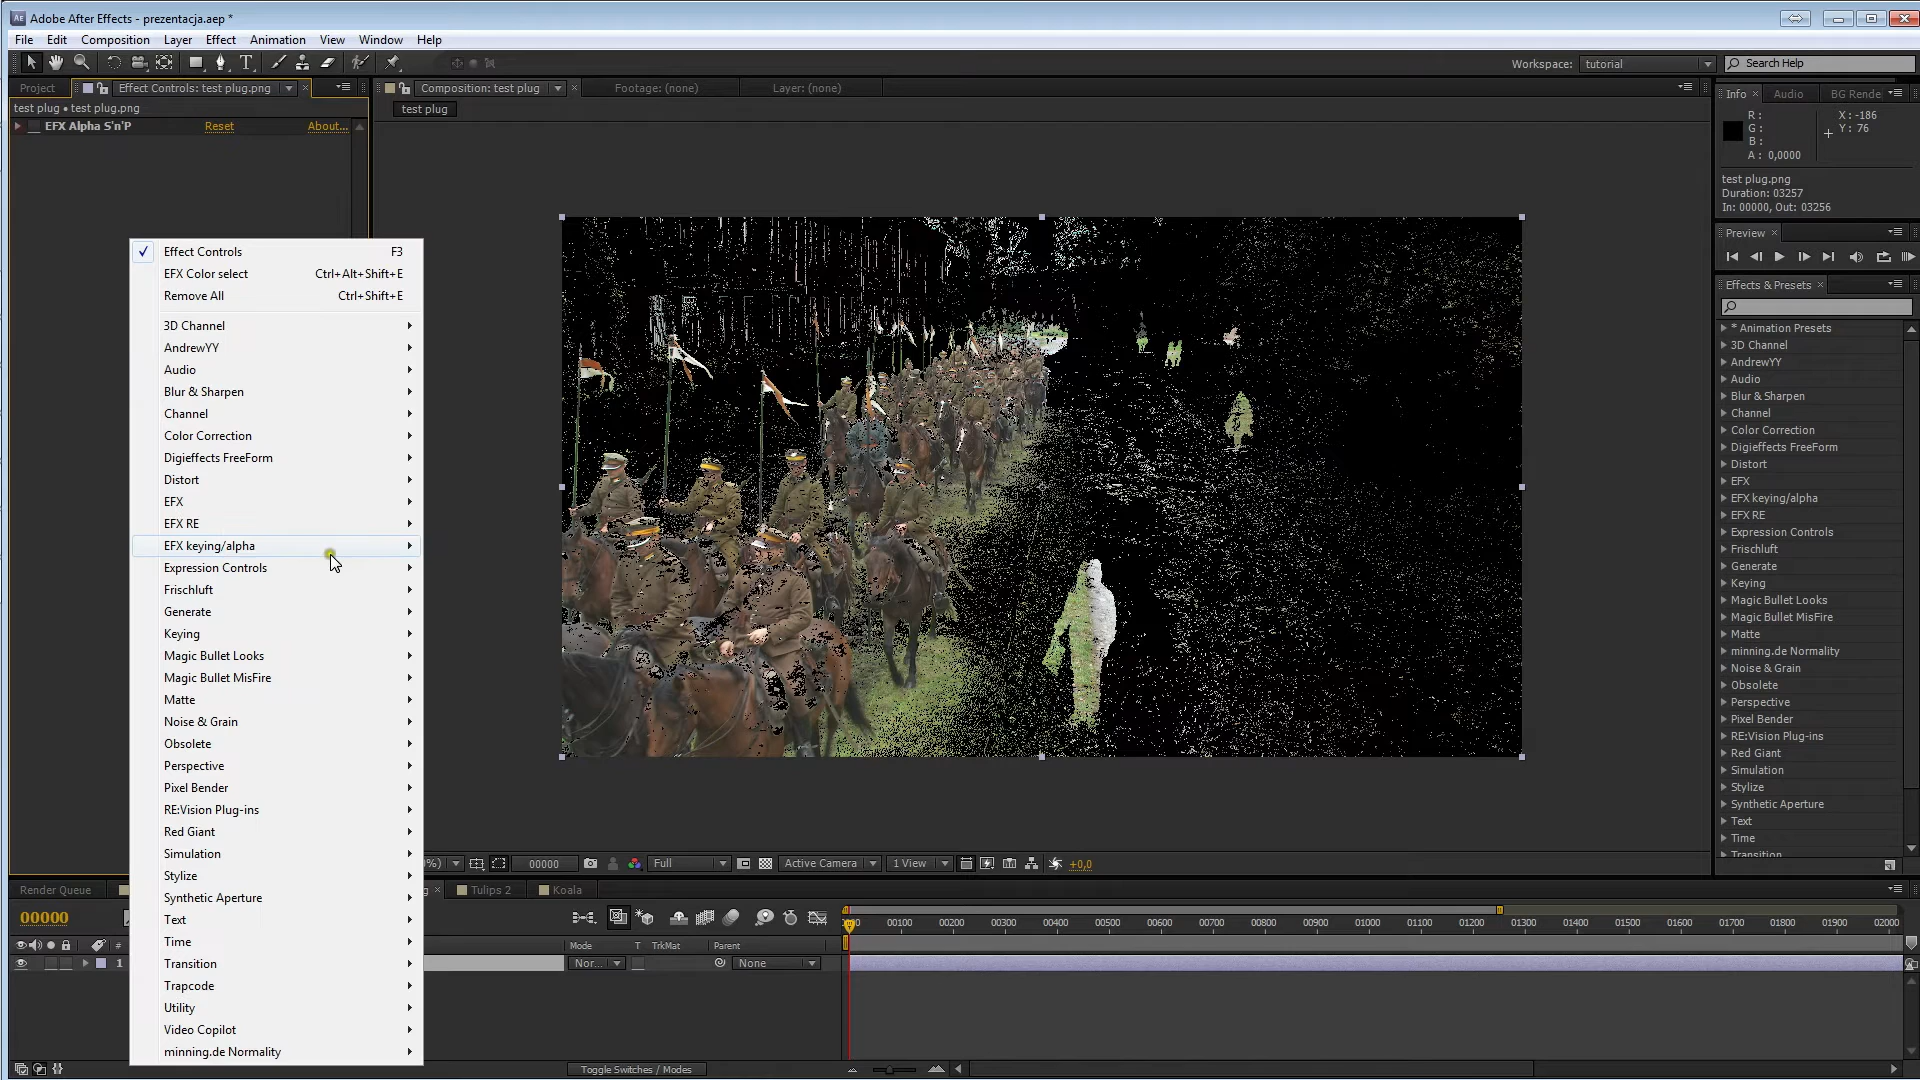 Adobe After Effects - prezentacja.aep *
File Edit Composition Layer Effect Animation View Window Help
Workspace: tutorial
Search Help
Project
Effect Controls: test plug.png
test plug • test plug.png
EFX Alpha S'n'P Reset About...
Effect Controls F3
EFX Color select Ctrl+Alt+Shift+E
Remove All Ctrl+Shift+E
3D Channel
AndrewYY
Audio
Blur & Sharpen
Channel
Color Correction
Digieffects FreeForm
Distort
EFX
EFX RE
EFX keying/alpha
Expression Controls
Frischluft
Generate
Keying
Magic Bullet Looks
Magic Bullet MisFire
Matte
Noise & Grain
Obsolete
Perspective
Pixel Bender
RE:Vision Plug-ins
Red Giant
Simulation
Stylize
Synthetic Aperture
Text
Time
Transition
Trapcode
Utility
Video Copilot
minning.de Normality
Composition: test plug
Footage: (none)
Layer: (none)
test plug
%) 00000 Full Active Camera 1 View +0,0
Info Audio BG Rende
R :
G :
B :
A : 0,0000
X : -186
Y : 76
test plug.png
Duration: 03257
In: 00000, Out: 03256
Preview
Effects & Presets
* Animation Presets
3D Channel
AndrewYY
Audio
Blur & Sharpen
Channel
Color Correction
Digieffects FreeForm
Distort
EFX
EFX keying/alpha
EFX RE
Expression Controls
Frischluft
Generate
Keying
Magic Bullet Looks
Magic Bullet MisFire
Matte
minning.de Normality
Noise & Grain
Obsolete
Perspective
Pixel Bender
RE:Vision Plug-ins
Red Giant
Simulation
Stylize
Synthetic Aperture
Text
Time
Transition
Render Queue
Tulips 2
Koala
00000
00100 00200 00300 00400 00500 00600 00700 00800 00900 01000 01100 01200 01300 01400 01500 01600 01700 01800 01900 02000
# Mode T TrkMat Parent
1 Nor... None
Toggle Switches / Modes